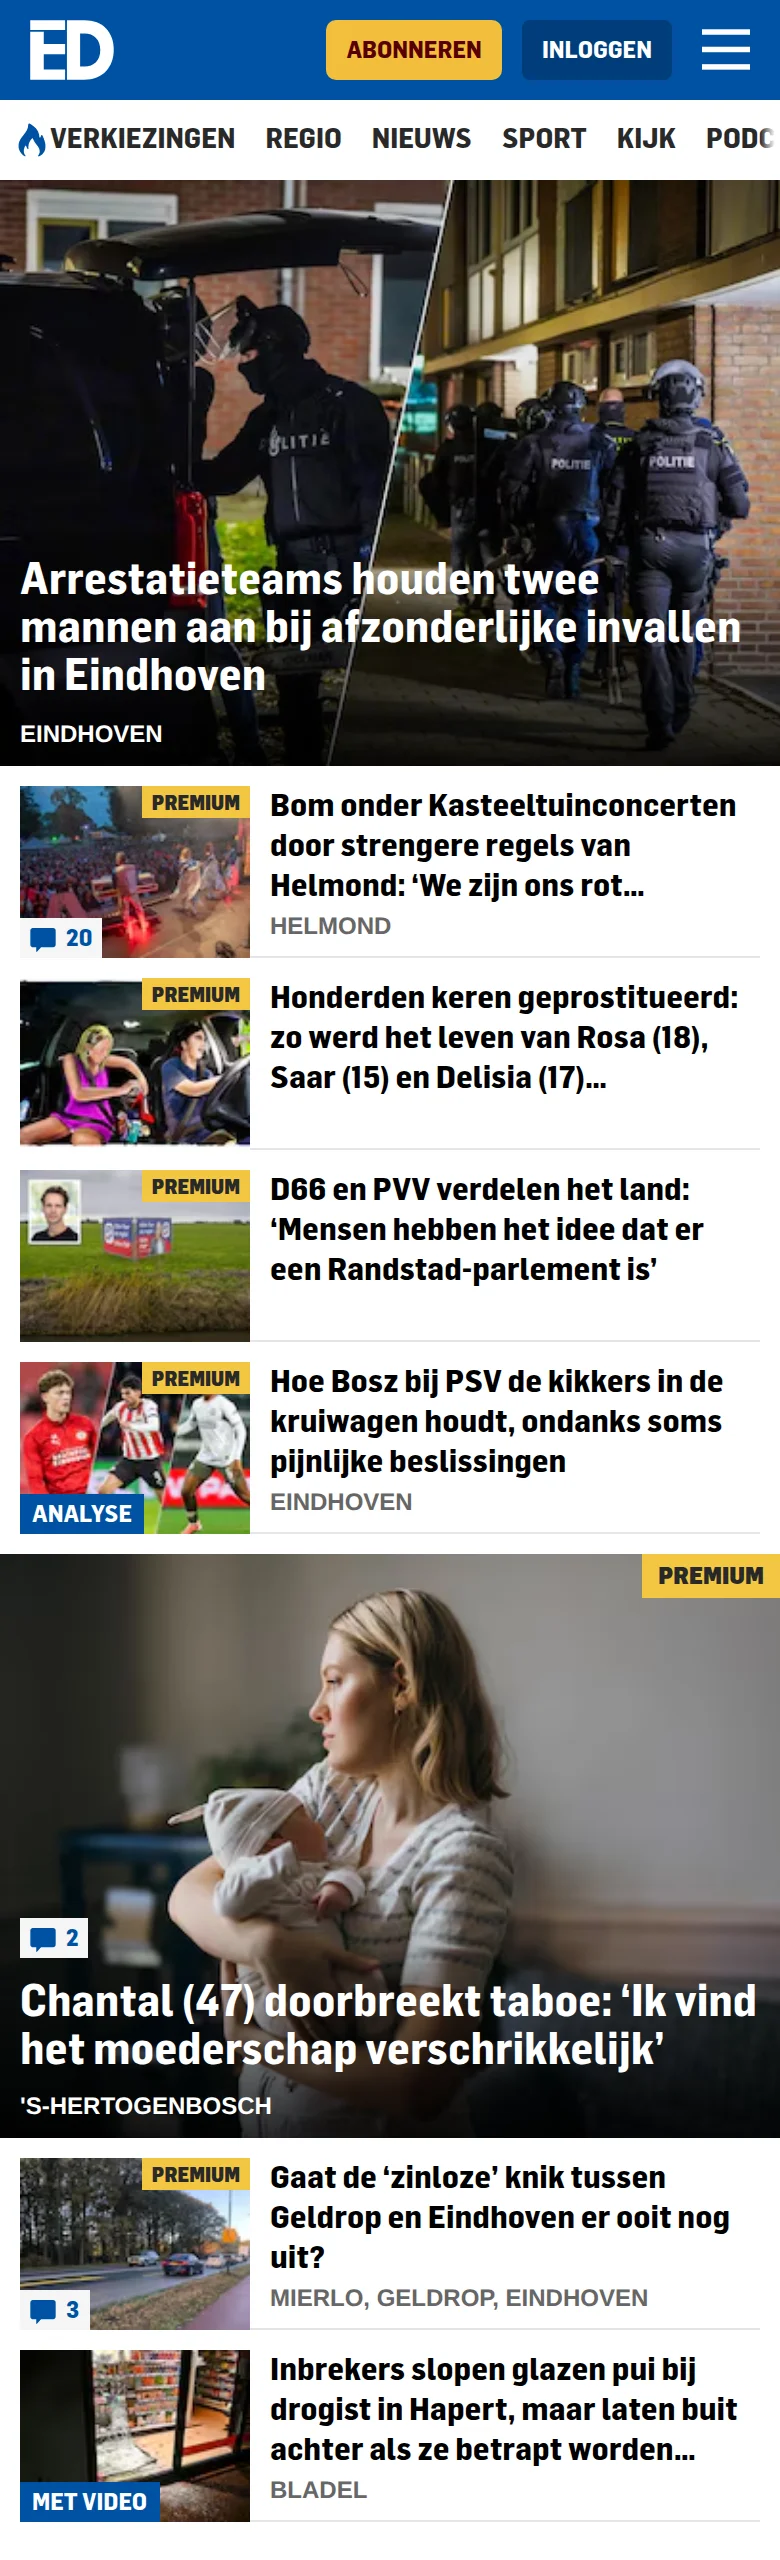 ED
ABONNEREN
INLOGGEN
VERKIEZINGEN REGIO NIEUWS SPORT KIJK PODC
POLITIE
POLITIE
Arrestatieteams houden twee
mannen aan bij afzonderlijke invallen
in Eindhoven
EINDHOVEN
PREMIUM
20
Bom onder Kasteeltuinconcerten
door strengere regels van
Helmond: ‘We zijn ons rot...
HELMOND
PREMIUM
Honderden keren geprostitueerd:
zo werd het leven van Rosa (18),
Saar (15) en Delisia (17)...
PREMIUM
D66 en PVV verdelen het land:
‘Mensen hebben het idee dat er
een Randstad-parlement is’
PREMIUM
ANALYSE
Hoe Bosz bij PSV de kikkers in de
kruiwagen houdt, ondanks soms
pijnlijke beslissingen
EINDHOVEN
PREMIUM
2
Chantal (47) doorbreekt taboe: ‘Ik vind
het moederschap verschrikkelijk’
'S-HERTOGENBOSCH
PREMIUM
3
Gaat de ‘zinloze’ knik tussen
Geldrop en Eindhoven er ooit nog
uit?
MIERLO, GELDROP, EINDHOVEN
MET VIDEO
Inbrekers slopen glazen pui bij
drogist in Hapert, maar laten buit
achter als ze betrapt worden...
BLADEL